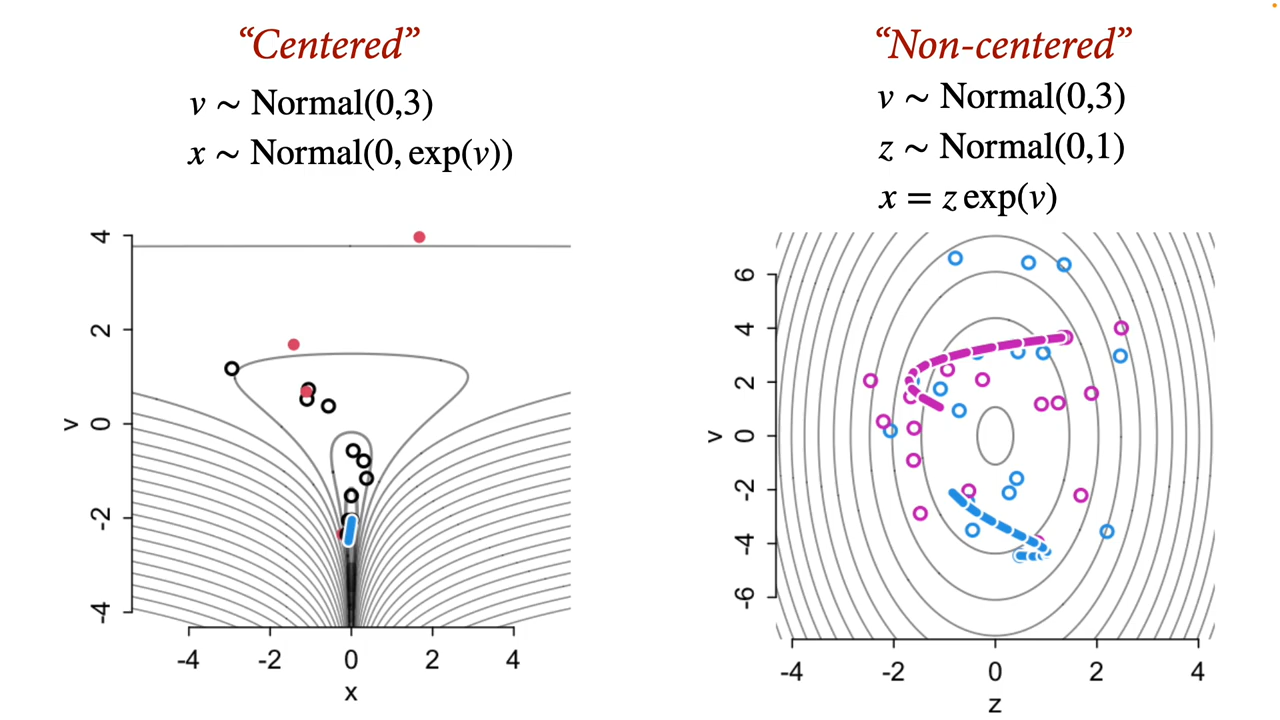 “Centered”
v ∼ Normal(0,3)
x ∼ Normal(0, exp(v))
4
2
0
-2
-4
v
-4 -2 0 2 4
x
“Non-centered”
v ∼ Normal(0,3)
z ∼ Normal(0,1)
x = z exp(v)
6
4
2
0
-2
-4
-6
v
-4 -2 0 2 4
z